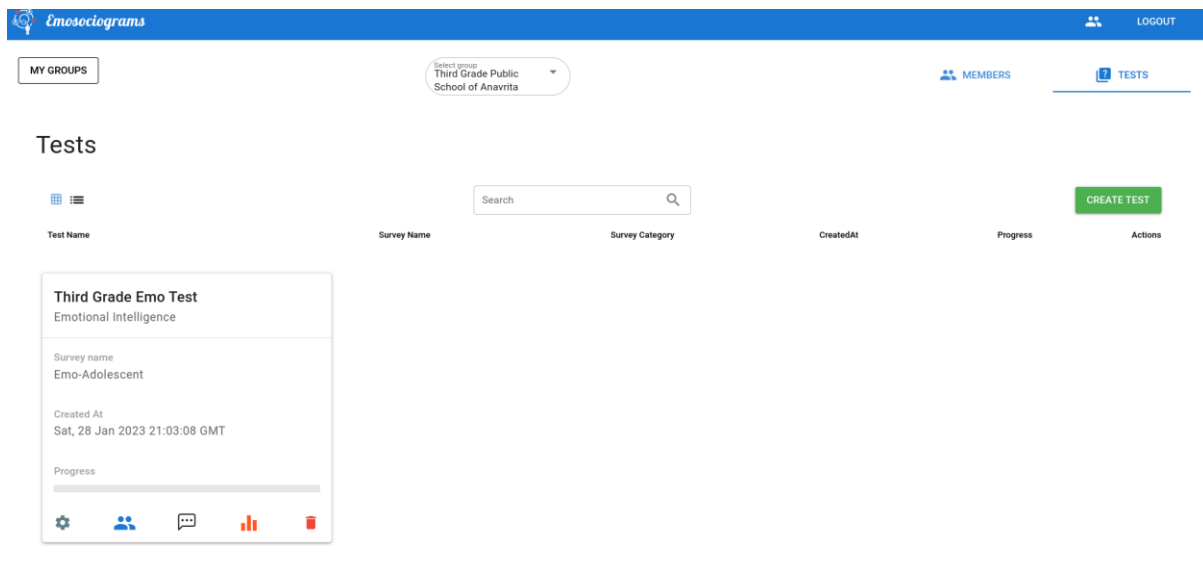 Emosociograms
LOGOUT
MY GROUPS
Select group
Third Grade Public
School of Anavrita
MEMBERS
? TESTS
Tests
Search
CREATE TEST
Test Name Survey Name Survey Category CreatedAt Progress Actions
Third Grade Emo Test
Emotional Intelligence
Survey name
Emo-Adolescent
Created At
Sat, 28 Jan 2023 21:03:08 GMT
Progress